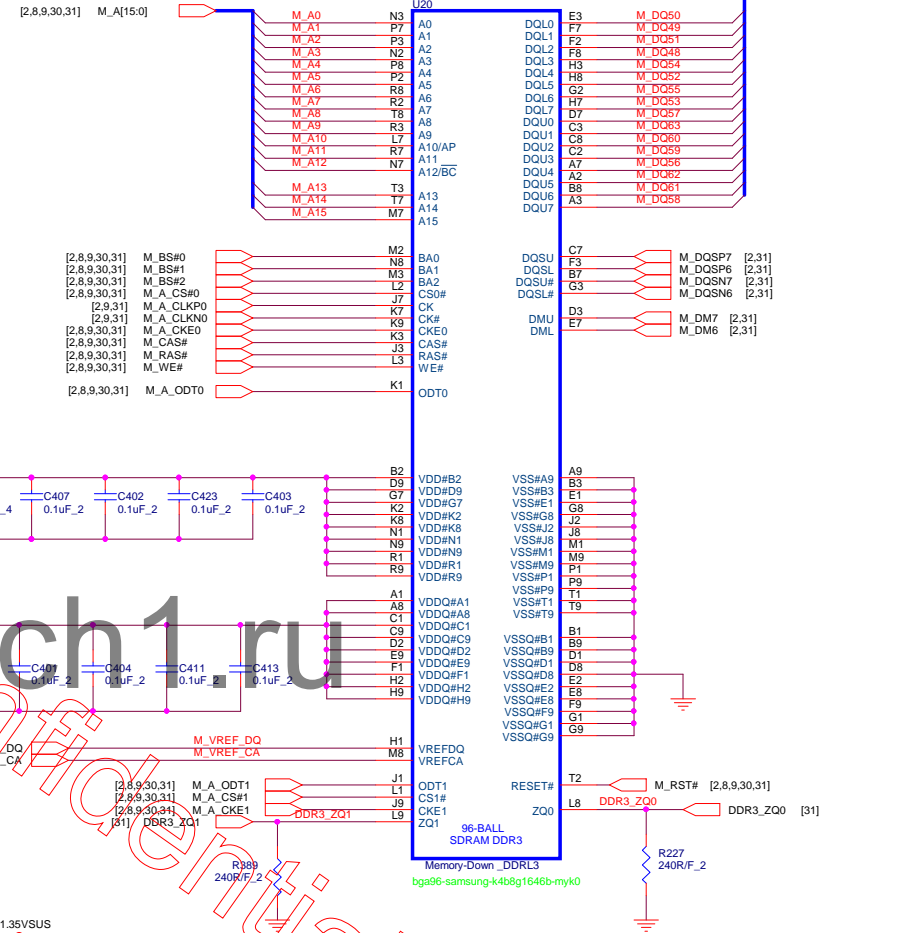 U20
[2,8,9,30,31] M_A[15:0]
M_A0 N3 A0
M_A1 P7 A1
M_A2 P3 A2
M_A3 N2 A3
M_A4 P8 A4
M_A5 P2 A5
M_A6 R8 A6
M_A7 R2 A7
M_A8 T8 A8
M_A9 R3 A9
M_A10 L7 A10/AP
M_A11 R7 A11
M_A12 N7 A12/BC
M_A13 T3 A13
M_A14 T7 A14
M_A15 M7 A15
DQL0 E3 M_DQ50
DQL1 F7 M_DQ49
DQL2 F2 M_DQ51
DQL3 F8 M_DQ48
DQL4 H3 M_DQ54
DQL5 H8 M_DQ52
DQL6 G2 M_DQ55
DQL7 H7 M_DQ53
DQU0 D7 M_DQ57
DQU1 C3 M_DQ63
DQU2 C8 M_DQ60
DQU3 C2 M_DQ59
DQU4 A7 M_DQ56
DQU5 A2 M_DQ62
DQU6 B8 M_DQ61
DQU7 A3 M_DQ58
[2,8,9,30,31] M_BS#0 M2 BA0
[2,8,9,30,31] M_BS#1 N8 BA1
[2,8,9,30,31] M_BS#2 M3 BA2
[2,8,9,30,31] M_A_CS#0 L2 CS0#
[2,9,31] M_A_CLKP0 J7 CK
[2,9,31] M_A_CLKN0 K7 CK#
[2,8,9,30,31] M_A_CKE0 K9 CKE0
[2,8,9,30,31] M_CAS# K3 CAS#
[2,8,9,30,31] M_RAS# J3 RAS#
[2,8,9,30,31] M_WE# L3 WE#
[2,8,9,30,31] M_A_ODT0 K1 ODT0
DQSU C7 M_DQSP7 [2,31]
DQSL F3 M_DQSP6 [2,31]
DQSU# B7 M_DQSN7 [2,31]
DQSL# G3 M_DQSN6 [2,31]
DMU D3 M_DM7 [2,31]
DML E7 M_DM6 [2,31]
_4
C407 0.1uF_2
C402 0.1uF_2
C423 0.1uF_2
C403 0.1uF_2
B2 VDD#B2
D9 VDD#D9
G7 VDD#G7
K2 VDD#K2
K8 VDD#K8
N1 VDD#N1
N9 VDD#N9
R1 VDD#R1
R9 VDD#R9
A1 VDDQ#A1
A8 VDDQ#A8
C1 VDDQ#C1
C9 VDDQ#C9
D2 VDDQ#D2
E9 VDDQ#E9
F1 VDDQ#F1
H2 VDDQ#H2
H9 VDDQ#H9
VSS#A9 A9
VSS#B3 B3
VSS#E1 E1
VSS#G8 G8
VSS#J2 J2
VSS#J8 J8
VSS#M1 M1
VSS#M9 M9
VSS#P1 P1
VSS#P9 P9
VSS#T1 T1
VSS#T9 T9
VSSQ#B1 B1
VSSQ#B9 B9
VSSQ#D1 D1
VSSQ#D8 D8
VSSQ#E2 E2
VSSQ#E8 E8
VSSQ#F9 F9
VSSQ#G1 G1
VSSQ#G9 G9
ch1.ru
C401 0.1uF_2
C404 0.1uF_2
C411 0.1uF_2
C413 0.1uF_2
nfidentia
_DQ M_VREF_DQ H1 VREFDQ
_CA M_VREF_CA M8 VREFCA
[2,8,9,30,31] M_A_ODT1 J1 ODT1
[2,8,9,30,31] M_A_CS#1 L1 CS1#
[2,8,9,30,31] M_A_CKE1 J9 CKE1
[31] DDR3_ZQ1 DDR3_ZQ1 L9 ZQ1
RESET# T2 M_RST# [2,8,9,30,31]
ZQ0 L8 DDR3_ZQ0 DDR3_ZQ0 [31]
96-BALL
SDRAM DDR3
R389
240R/F_2
R227
240R/F_2
Memory-Down _DDRL3
bga96-samsung-k4b8g1646b-myk0
1.35VSUS